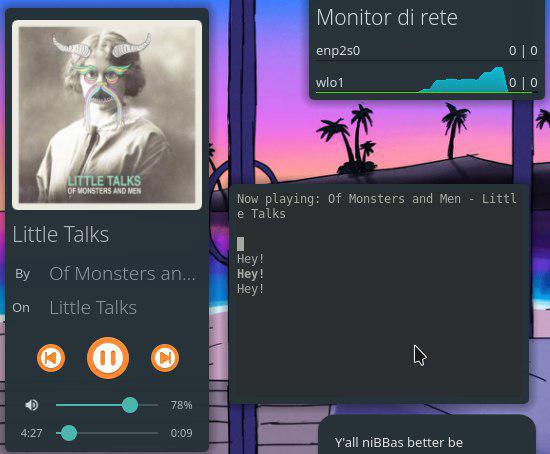 LITTLE TALKS
OF MONSTERS AND MEN
Little Talks
By Of Monsters an...
On Little Talks
78%
4:27 0:09
Monitor di rete
enp2s0 0 | 0
wlo1 0 | 0
Now playing: Of Monsters and Men - Littl
e Talks
Hey!
Hey!
Hey!
Y'all niBBas better be